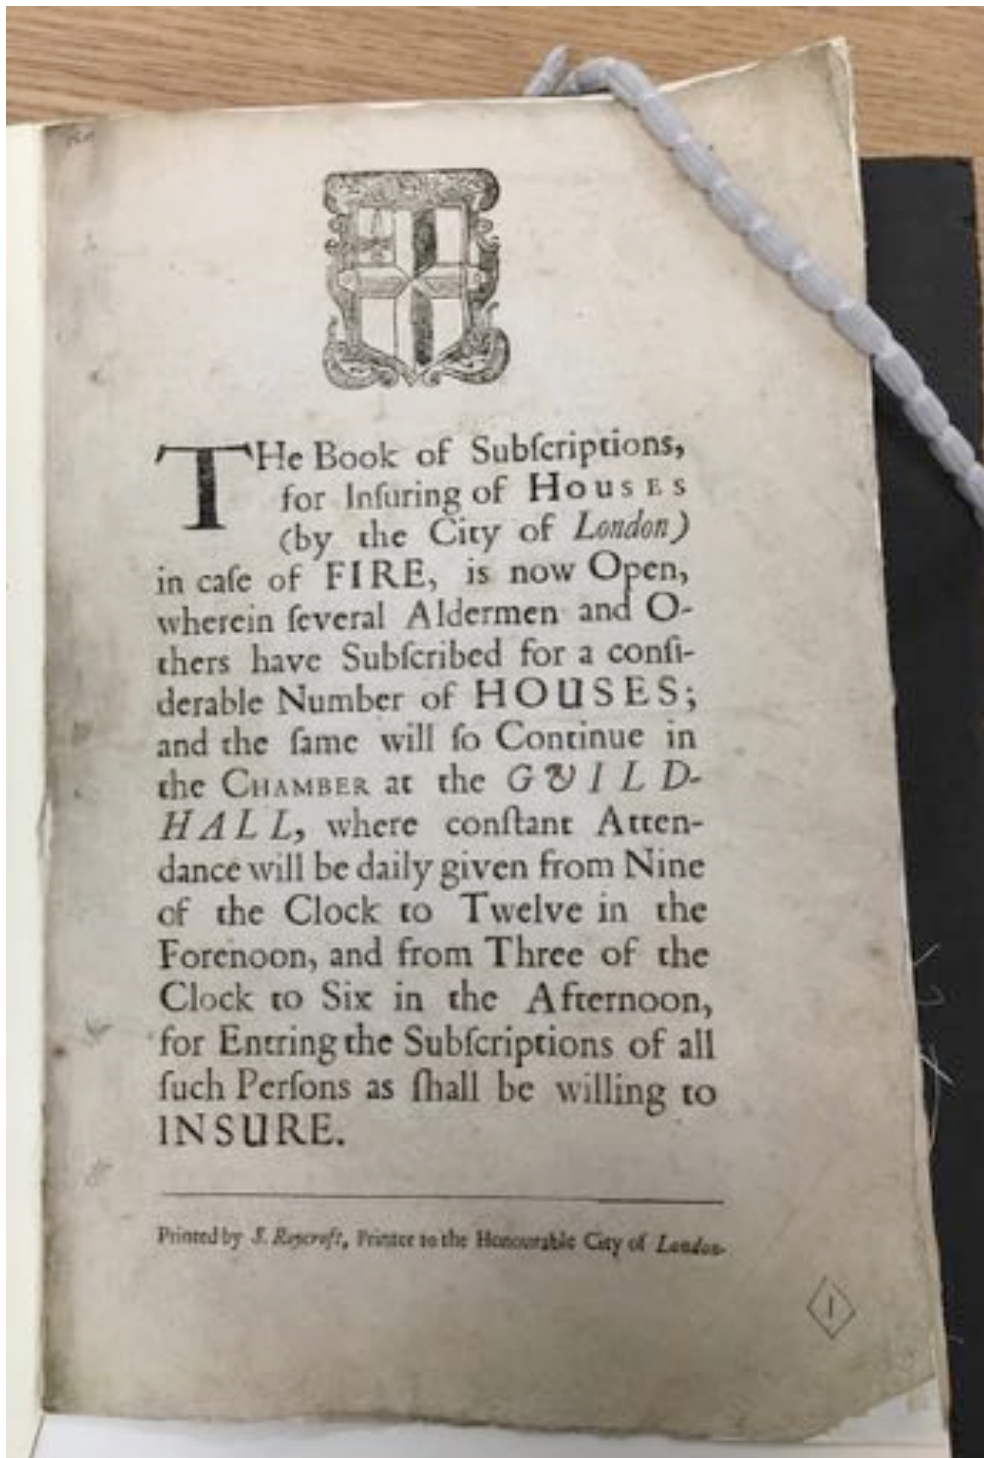 THe Book of Subſcriptions,
for Inſuring of HOUSES
(by the City of London)
in caſe of FIRE, is now Open,
wherein ſeveral Aldermen and O-
thers have Subſcribed for a conſi-
derable Number of HOUSES;
and the ſame will ſo Continue in
the CHAMBER at the GUILD-
HALL, where conſtant Atten-
dance will be daily given from Nine
of the Clock to Twelve in the
Forenoon, and from Three of the
Clock to Six in the Afternoon,
for Entring the Subſcriptions of all
ſuch Perſons as ſhall be willing to
INSURE.
Printed by S. Roycroft, Printer to the Honourable City of London.
1